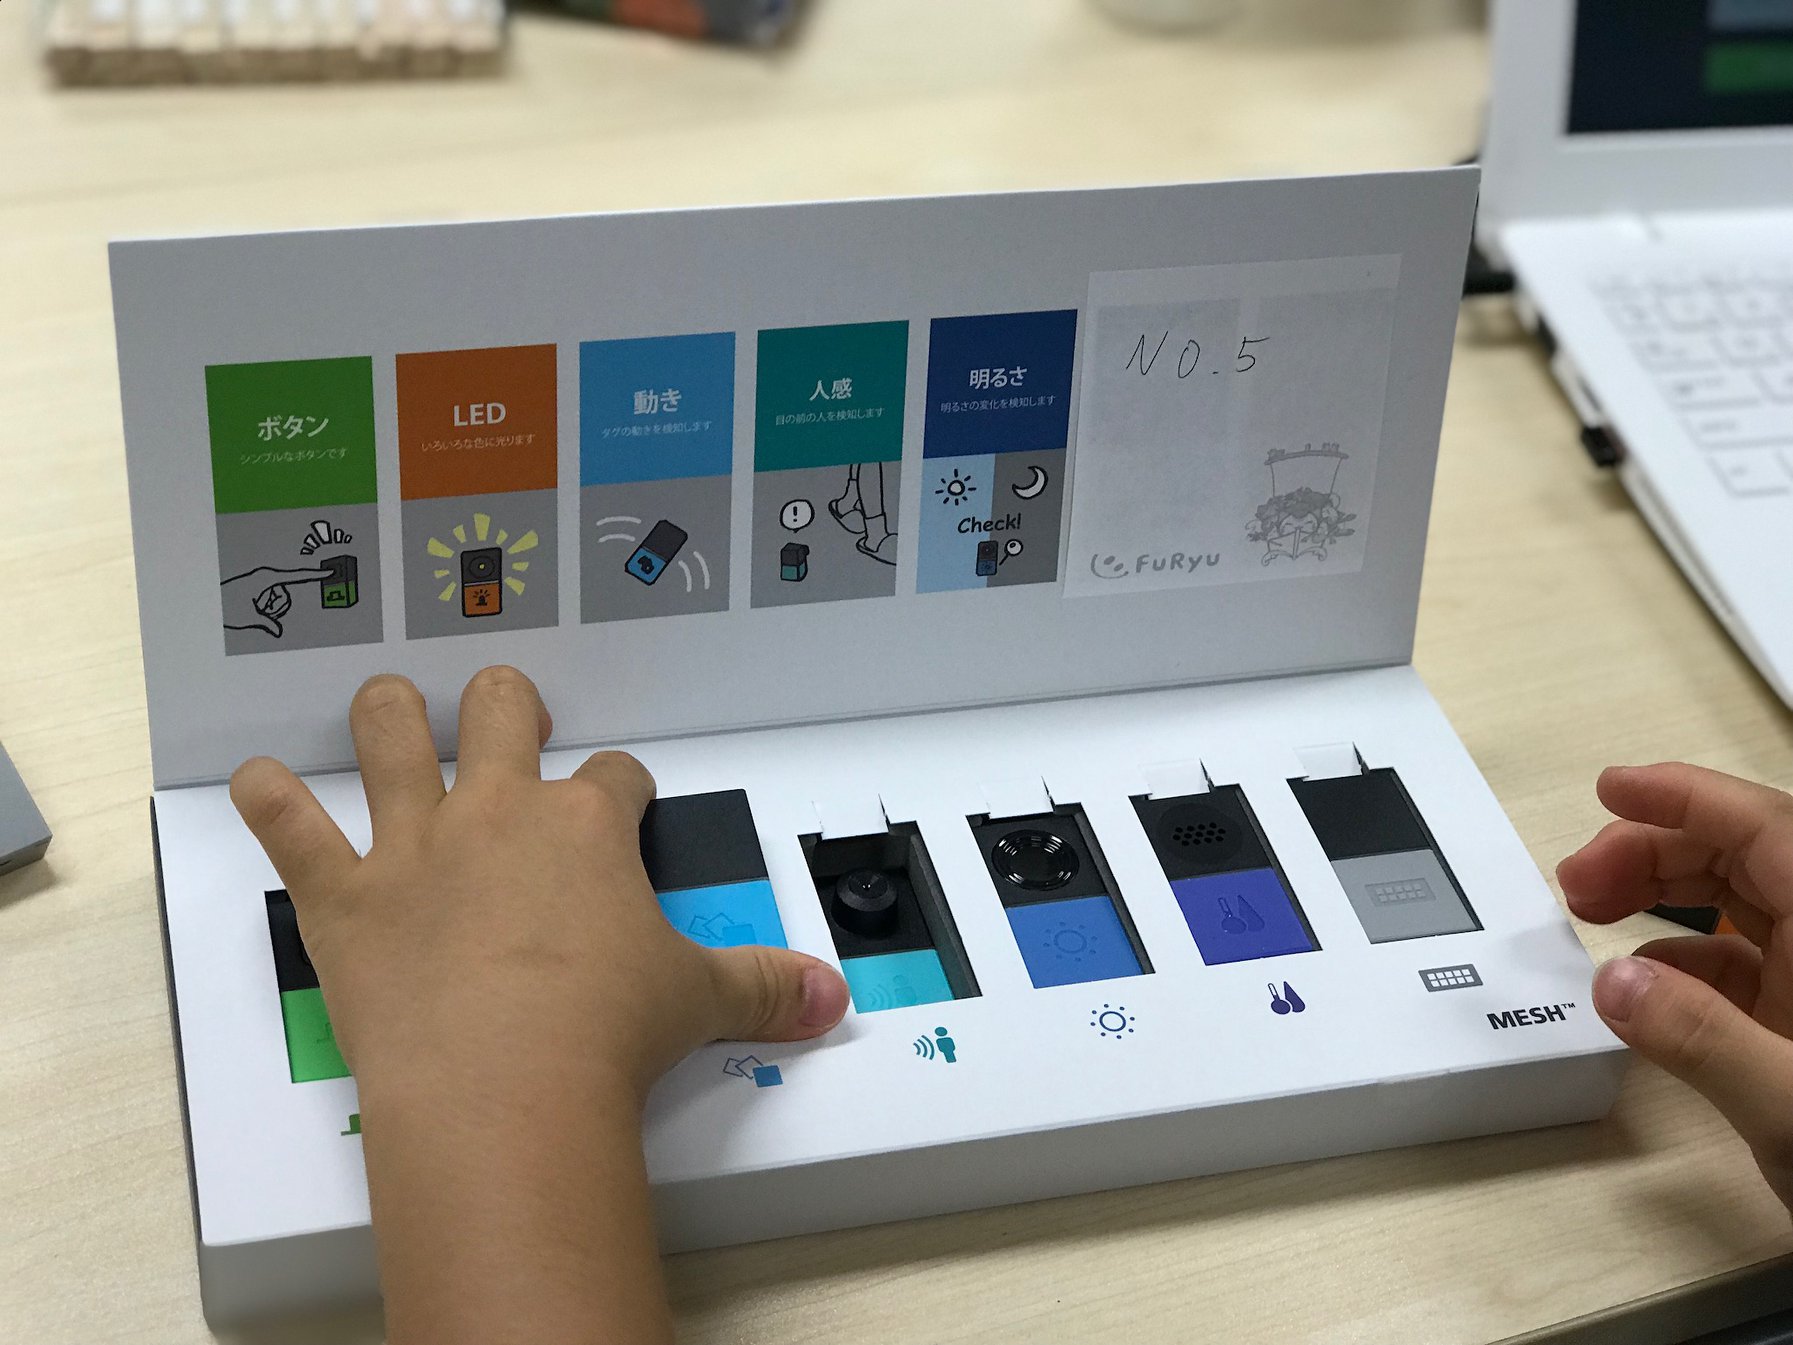 ボタン
シンプルなボタンです
LED
いろいろな色に光ります
動き
タグの動きを検知します
人感
目の前の人を検知します
明るさ
明るさの変化を検知します
Check!
NO.5
FURYU
MESH™